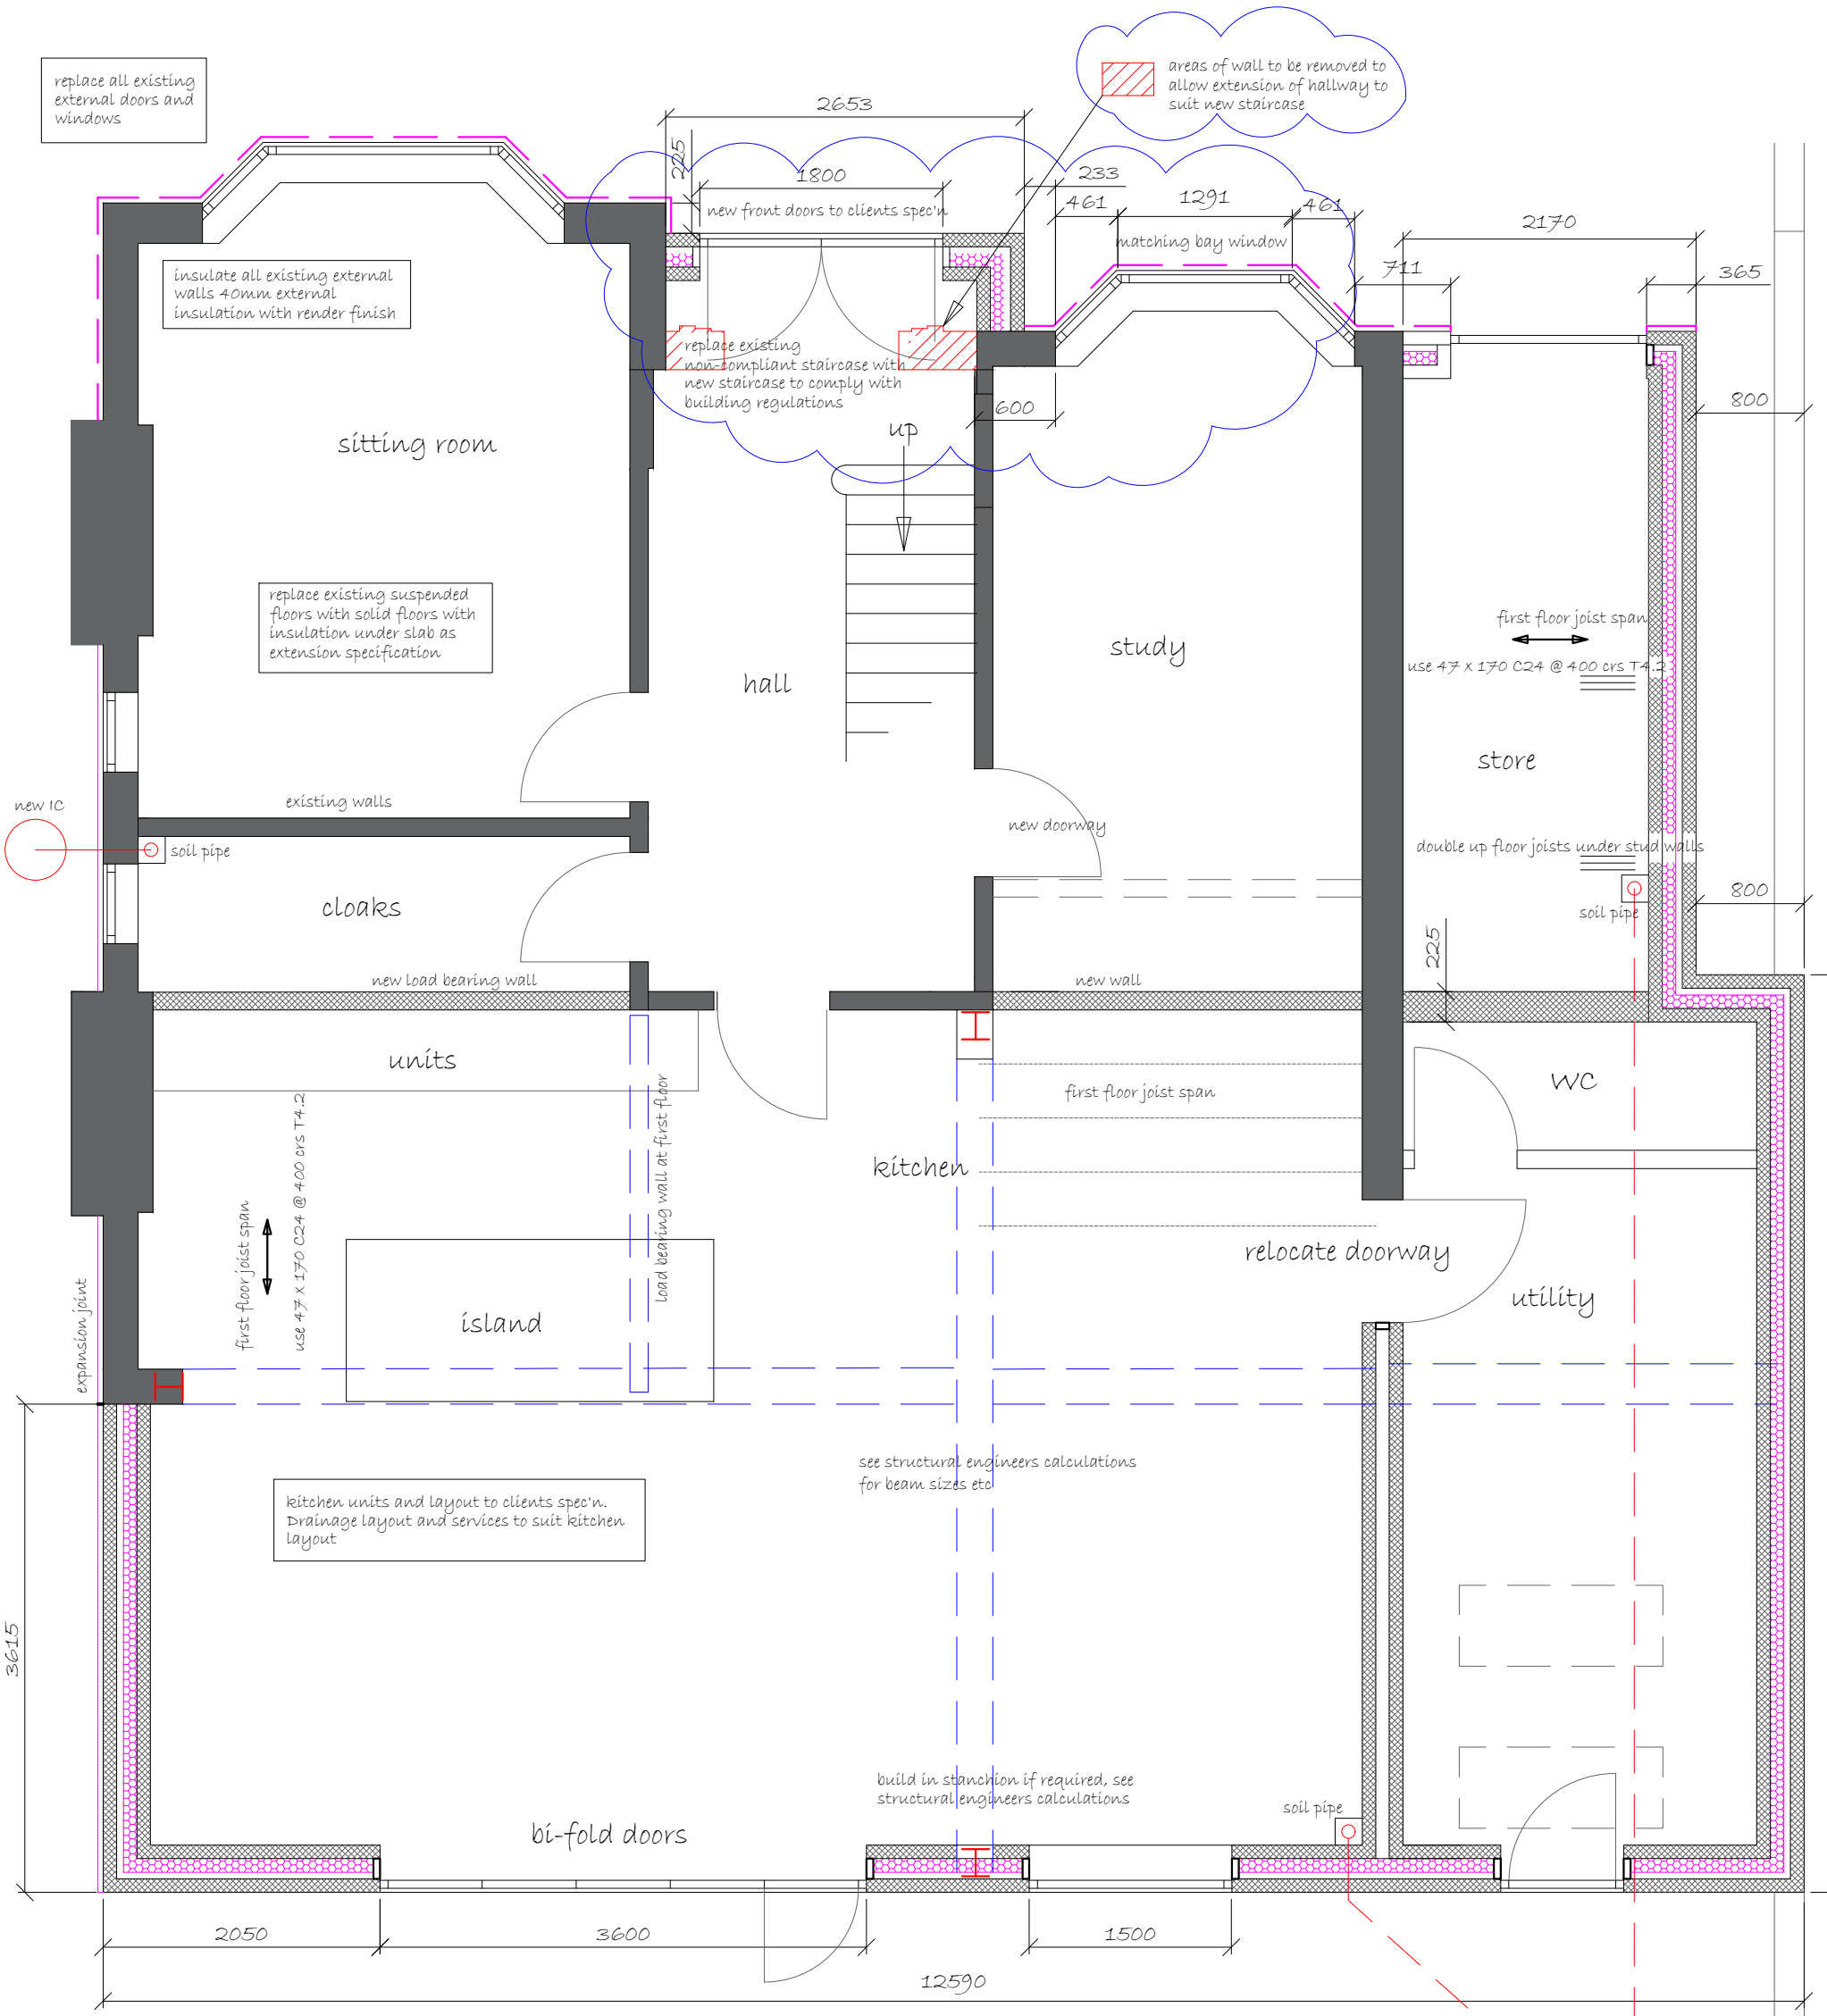 areas of wall to be removed to
allow extension of hallway to
suit new staircase
replace all existing
external doors and
windows
2653
225
1800
233
461
1291
461
2170
711
365
new front doors to clients spec'n
matching bay window
insulate all existing external
walls 40mm external
insulation with render finish
replace existing
non-compliant staircase with
new staircase to comply with
building regulations
600
800
up
sitting room
replace existing suspended
floors with solid floors with
insulation under slab as
extension specification
first floor joist span
use 47 x 170 C24 @ 400 crs T4.2
study
hall
store
new IC
existing walls
new doorway
soil pipe
double up floor joists under stud walls
cloaks
800
soil pipe
225
new load bearing wall
new wall
units
WC
first floor joist span
load bearing wall at first floor
use 47 x 170 C24 @ 400 crs T4.2
first floor joist span
kitchen
relocate doorway
expansion joint
island
utility
see structural engineers calculations
for beam sizes etc
kitchen units and layout to clients spec'n.
Drainage layout and services to suit kitchen
layout
3615
build in stanchion if required, see
structural engineers calculations
soil pipe
bi-fold doors
2050
3600
1500
12590